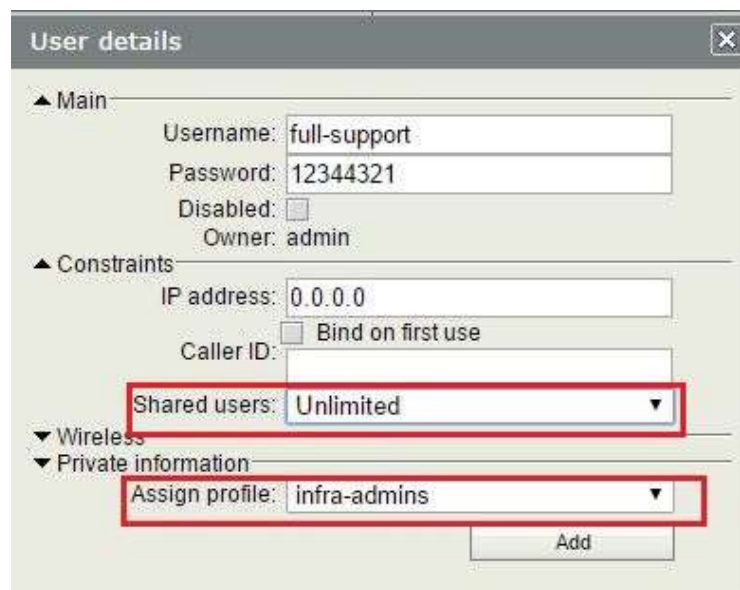 User details
Main
Username: full-support
Password: 12344321
Disabled:
Owner: admin
Constraints
IP address: 0.0.0.0
Bind on first use
Caller ID:
Shared users: Unlimited
Wireless
Private information
Assign profile: infra-admins
Add